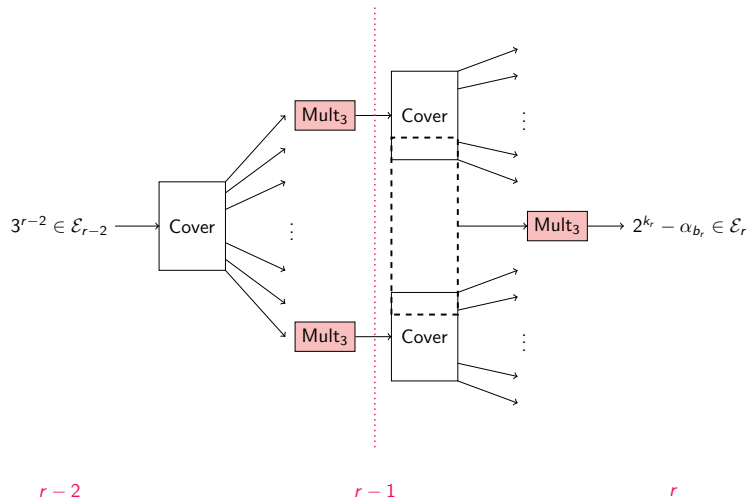 Mult₃
Cover
⋮
3^{r−2} ∈ ℰ_{r−2}
Cover
⋮
Mult₃
2^{k_r} − α_{b_r} ∈ ℰ_r
Mult₃
Cover
⋮
r − 2
r − 1
r